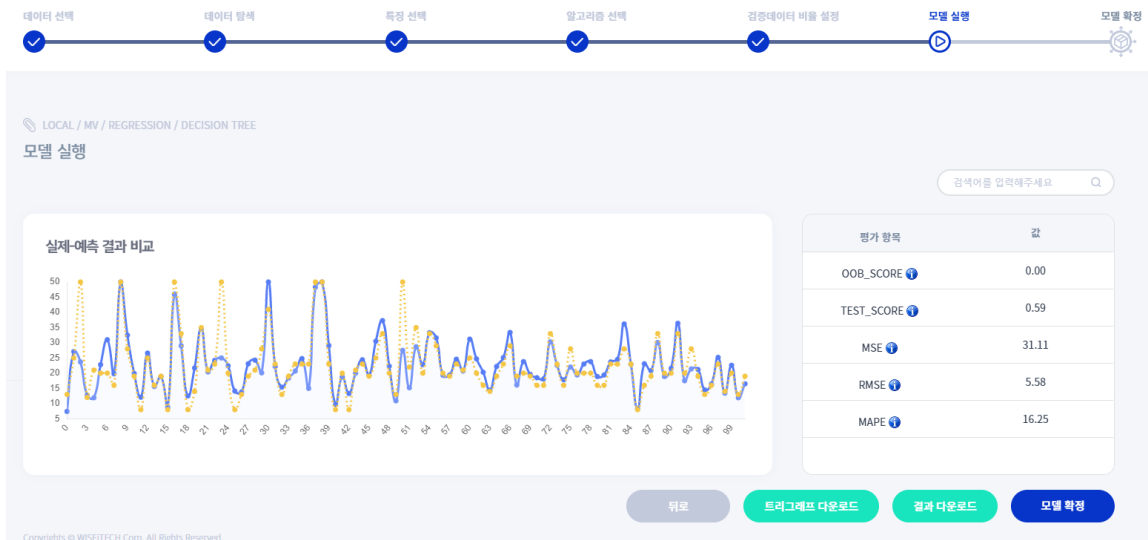 데이터 선택 데이터 탐색 특징 선택 알고리즘 선택 검증데이터 비율 설정 모델 실행 모델 확정
LOCAL / MV / REGRESSION / DECISION TREE
모델 실행
검색어를 입력해주세요
실제-예측 결과 비교
50
45
40
35
30
25
20
15
10
5
0 3 6 9 12 15 18 21 24 27 30 33 36 39 42 45 48 51 54 57 60 63 66 69 72 75 78 81 84 87 90 93 96 99
평가 항목 값
OOB_SCORE 0.00
TEST_SCORE 0.59
MSE 31.11
RMSE 5.58
MAPE 16.25
뒤로 트리그래프 다운로드 결과 다운로드 모델 확정
Copyrights © WISEiTECH Com. All Rights Reserved